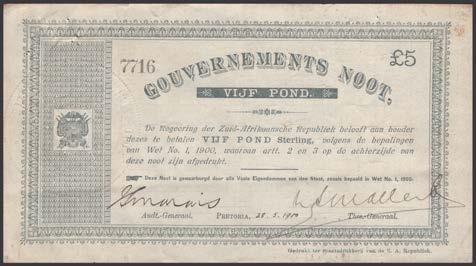 £5
7716
GOUVERNEMENTS NOOT.
VIJF POND.
De Regeering der Zuid-Afrikaansche Republiek belooft aan houder
dezes te betalen VIJF POND Sterling, volgens de bepalingen
van Wet No. 1, 1900, waarvan artt. 2 en 3 op de achterzijde van
deze noot zijn afgedrukt.
Deze Noot is gewaarborgd door alle Vaste Eigendommen van den Staat, zooals bepaald in Wet No. 1, 1900.
Audt.-Generaal. PRETORIA 28.5.1900 Thes.-Generaal.
Gedrukt ter Staatsdrukkerij van de Z. A. Republiek.